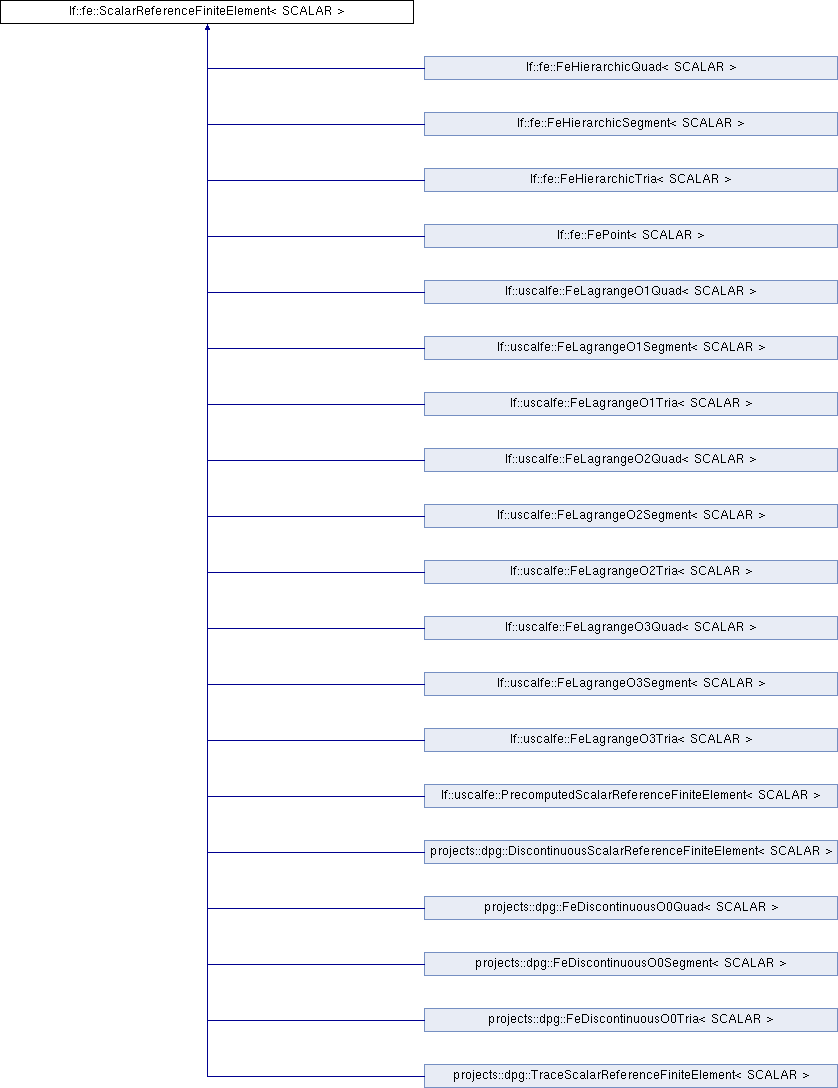 lf::fe::ScalarReferenceFiniteElement< SCALAR >
lf::fe::FeHierarchicQuad< SCALAR >
lf::fe::FeHierarchicSegment< SCALAR >
lf::fe::FeHierarchicTria< SCALAR >
lf::fe::FePoint< SCALAR >
lf::uscalfe::FeLagrangeO1Quad< SCALAR >
lf::uscalfe::FeLagrangeO1Segment< SCALAR >
lf::uscalfe::FeLagrangeO1Tria< SCALAR >
lf::uscalfe::FeLagrangeO2Quad< SCALAR >
lf::uscalfe::FeLagrangeO2Segment< SCALAR >
lf::uscalfe::FeLagrangeO2Tria< SCALAR >
lf::uscalfe::FeLagrangeO3Quad< SCALAR >
lf::uscalfe::FeLagrangeO3Segment< SCALAR >
lf::uscalfe::FeLagrangeO3Tria< SCALAR >
lf::uscalfe::PrecomputedScalarReferenceFiniteElement< SCALAR >
projects::dpg::DiscontinuousScalarReferenceFiniteElement< SCALAR >
projects::dpg::FeDiscontinuousO0Quad< SCALAR >
projects::dpg::FeDiscontinuousO0Segment< SCALAR >
projects::dpg::FeDiscontinuousO0Tria< SCALAR >
projects::dpg::TraceScalarReferenceFiniteElement< SCALAR >